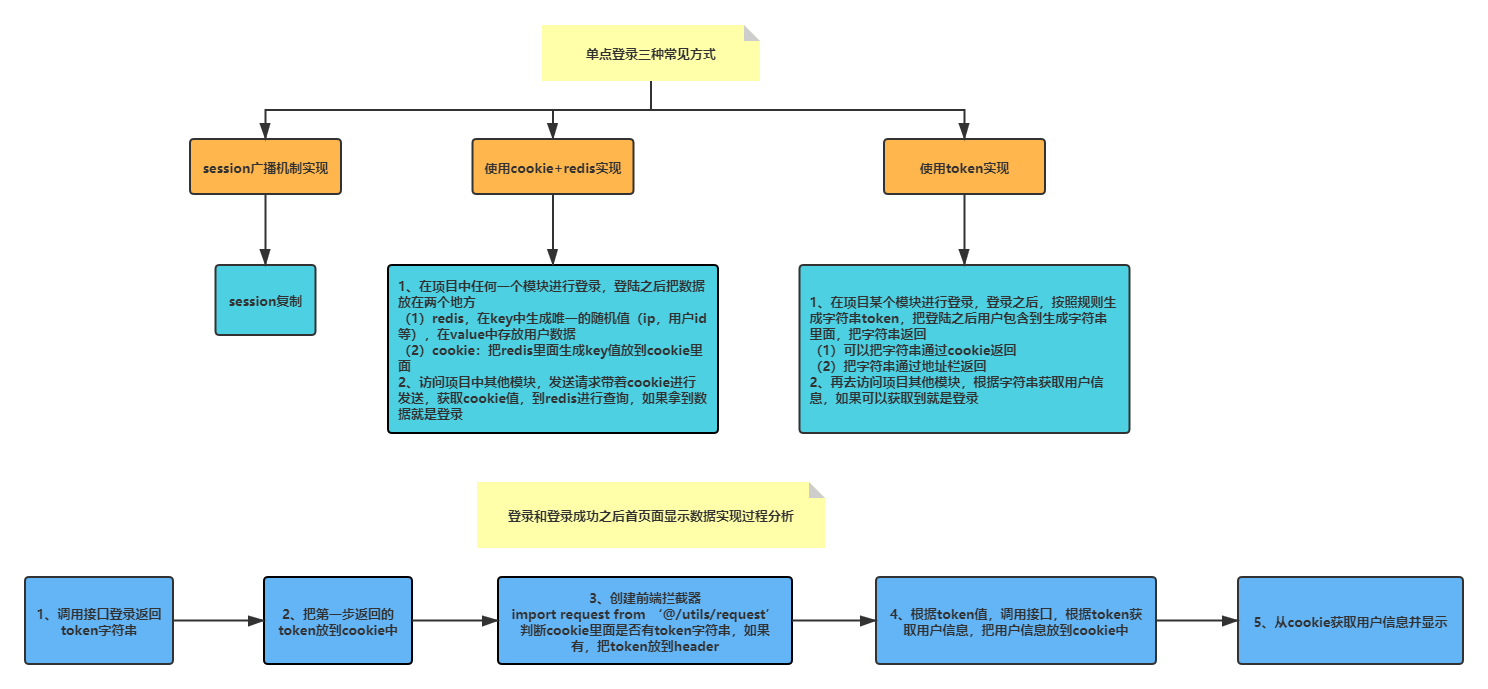 单点登录三种常见方式
session广播机制实现
使用cookie+redis实现
使用token实现
session复制
1、在项目中任何一个模块进行登录，登陆之后把数据
放在两个地方
（1）redis，在key中生成唯一的随机值（ip，用户id
等），在value中存放用户数据
（2）cookie：把redis里面生成key值放到cookie里
面
2、访问项目中其他模块，发送请求带着cookie进行
发送，获取cookie值，到redis进行查询，如果拿到数
据就是登录
1、在项目某个模块进行登录，登录之后，按照规则生
成字符串token，把登陆之后用户包含到生成字符串
里面，把字符串返回
（1）可以把字符串通过cookie返回
（2）把字符串通过地址栏返回
2、再去访问项目其他模块，根据字符串获取用户信
息，如果可以获取到就是登录
登录和登录成功之后首页面显示数据实现过程分析
1、调用接口登录返回
token字符串
2、把第一步返回的
token放到cookie中
3、创建前端拦截器
import request from ‘@/utils/request’
判断cookie里面是否有token字符串，如果
有，把token放到header
4、根据token值，调用接口，根据token获
取用户信息，把用户信息放到cookie中
5、从cookie获取用户信息并显示